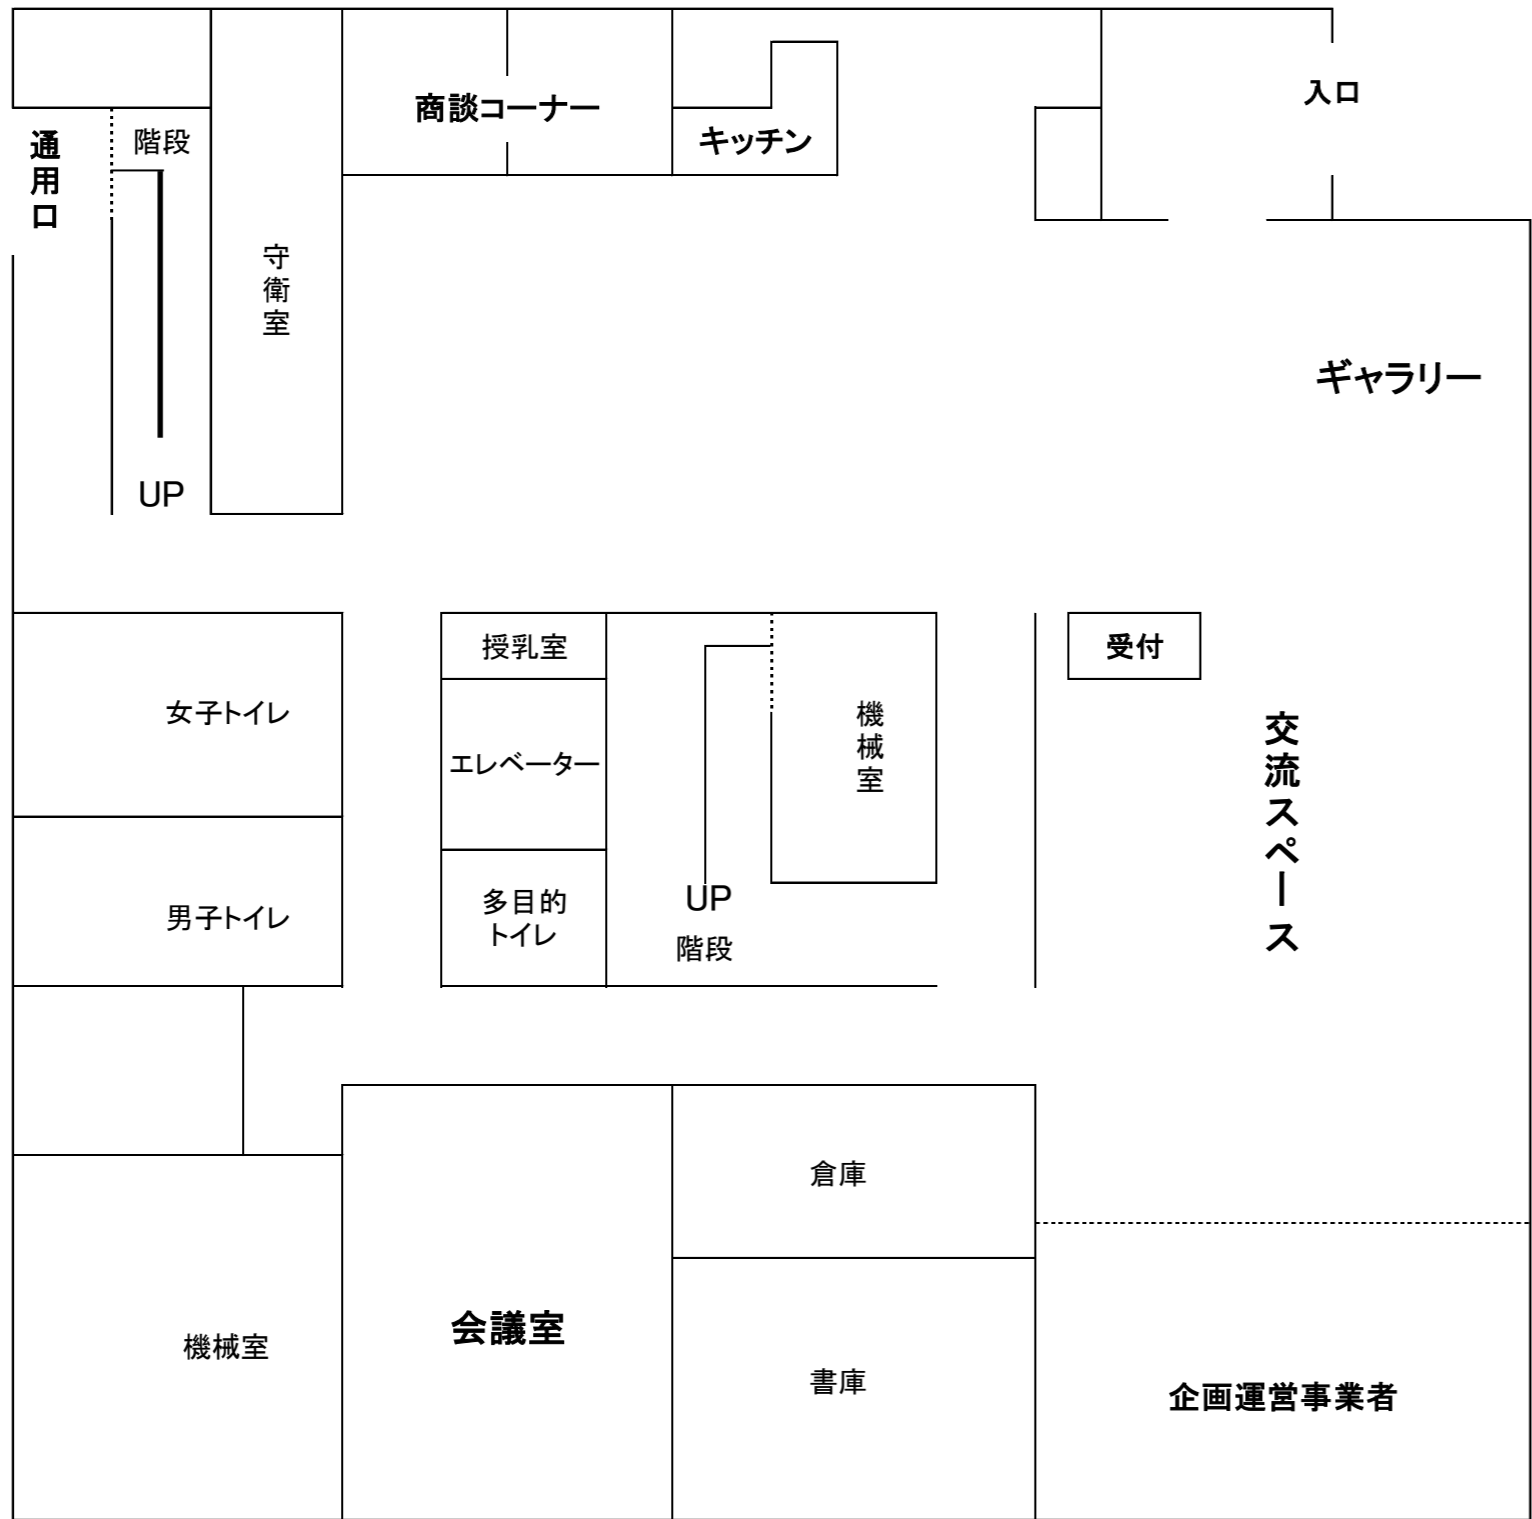 入口
商談コーナー
キッチン
通用口
階段
守衛室
ギャラリー
UP
授乳室
受付
女子トイレ
機械室
エレベーター
交流スペース
男子トイレ
多目的
トイレ
UP
階段
倉庫
会議室
機械室
書庫
企画運営事業者